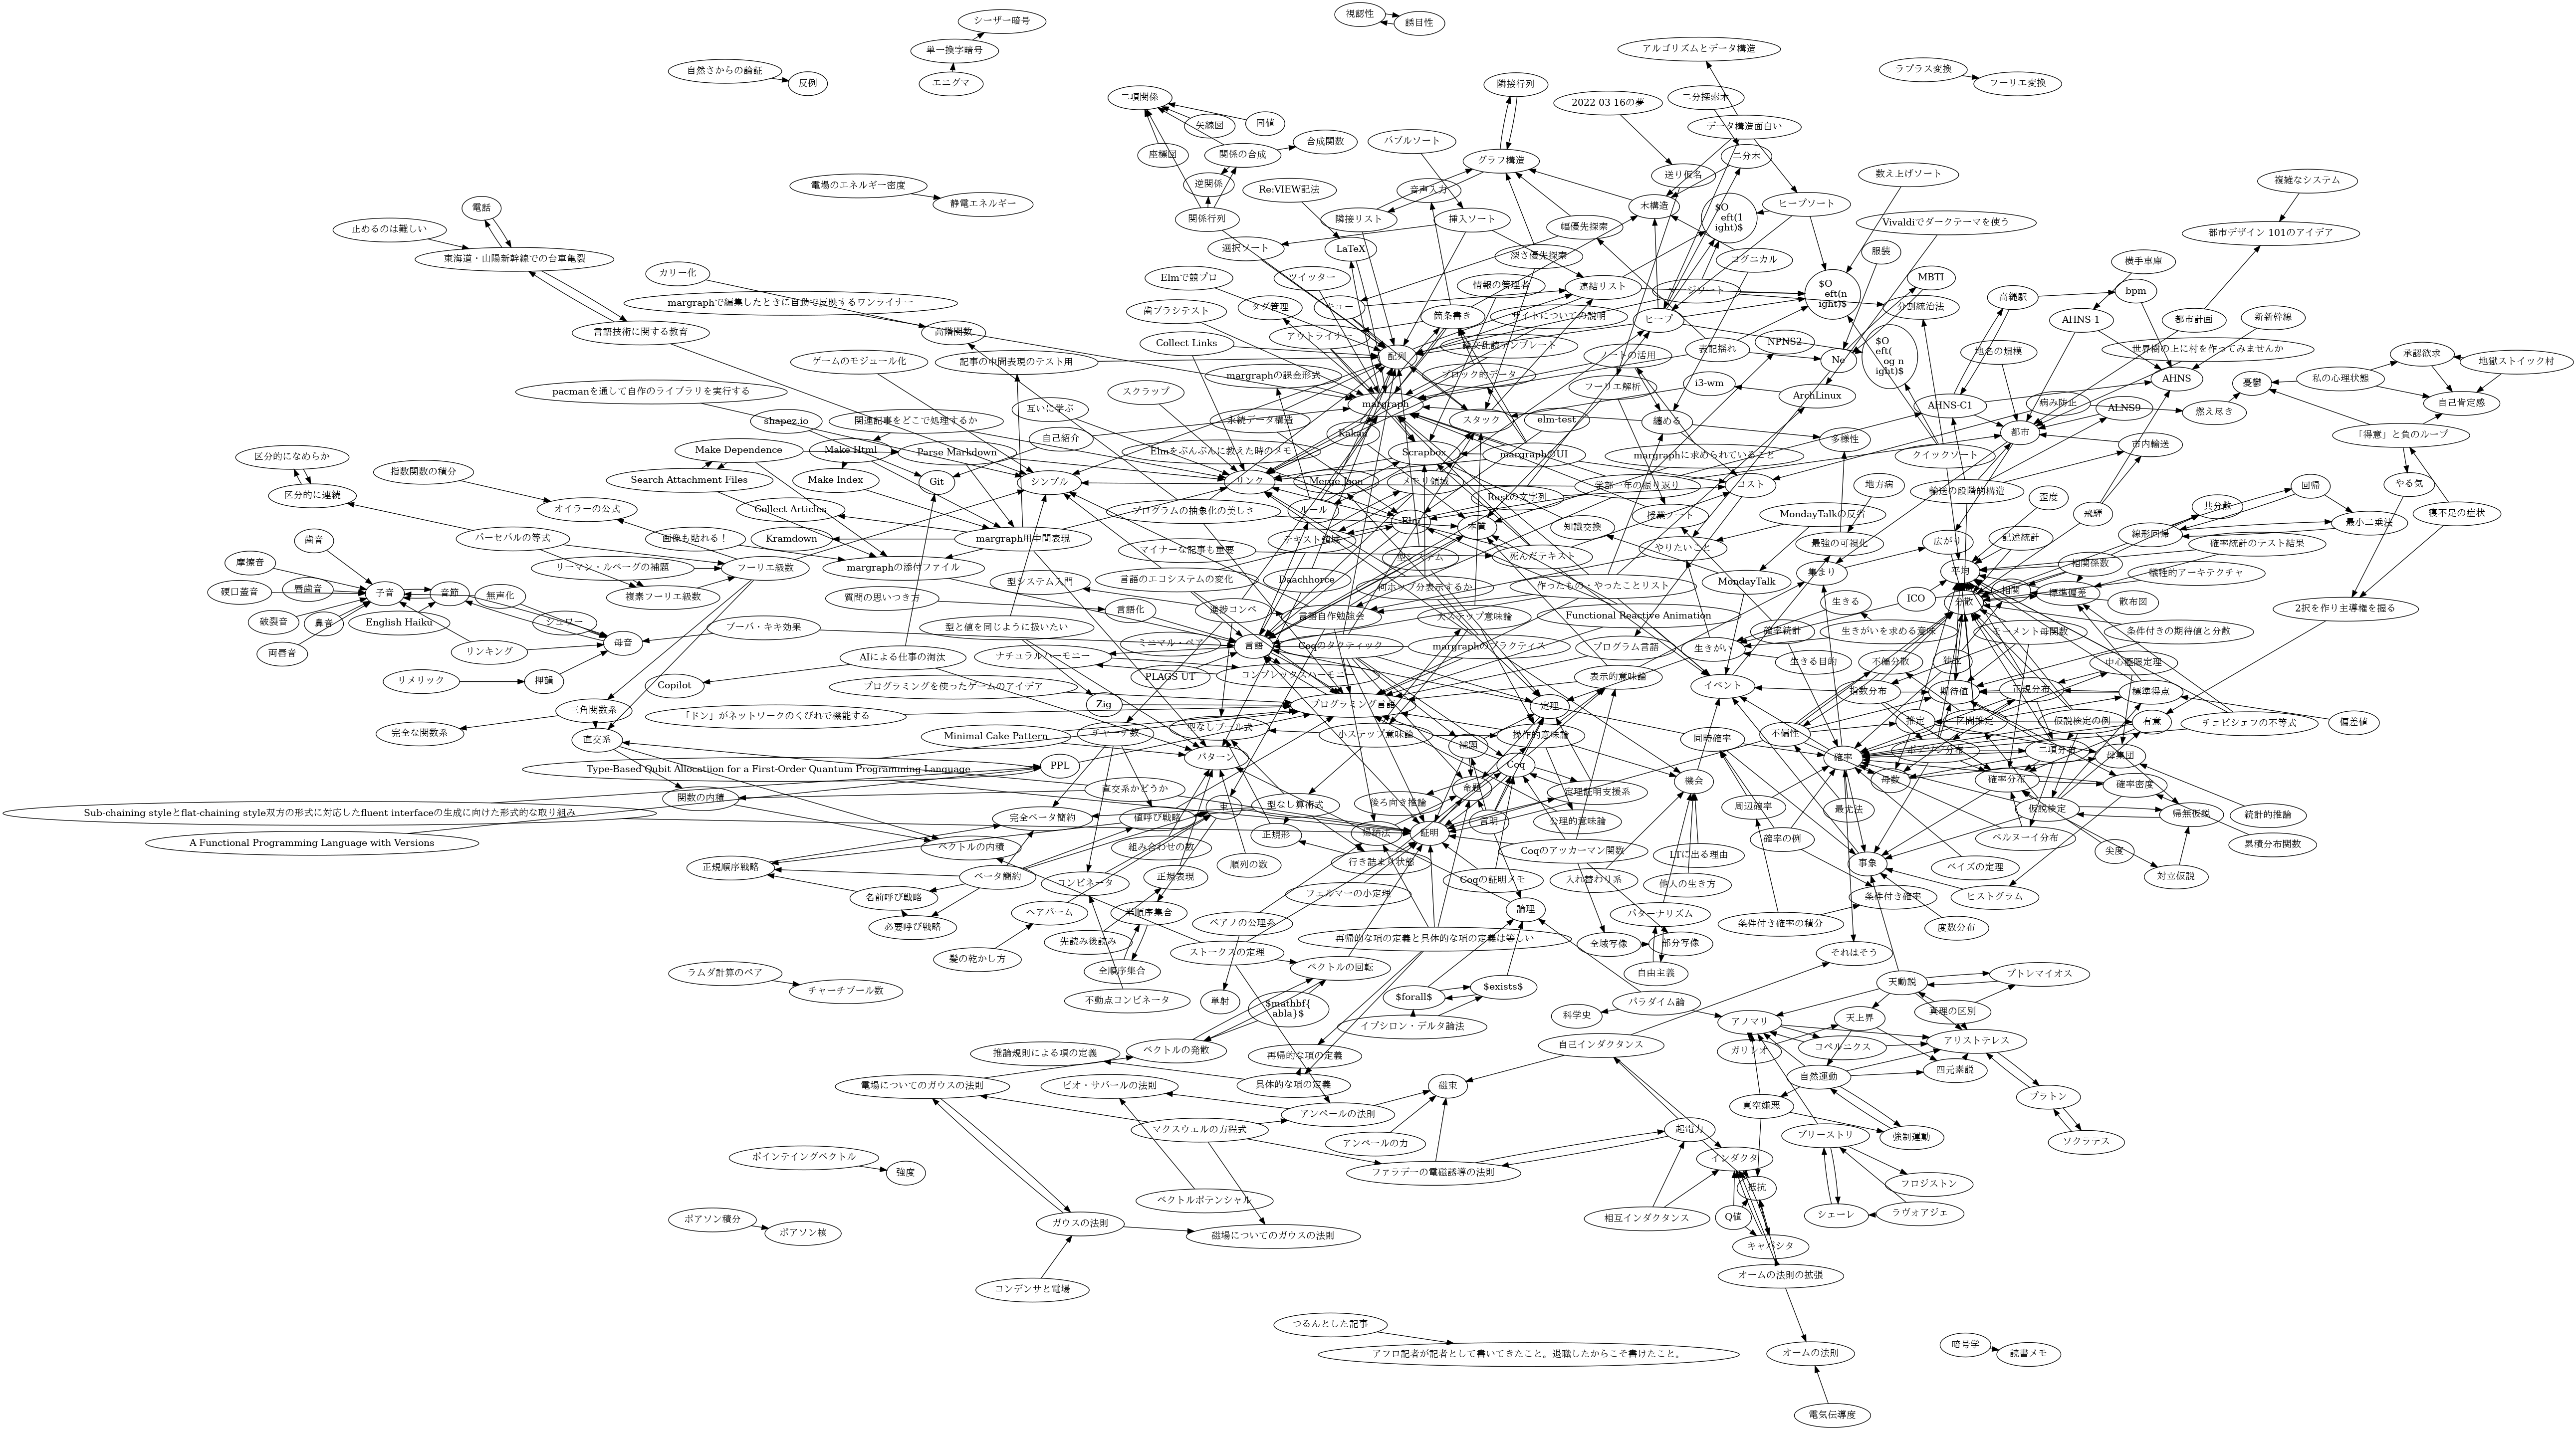 シーザー暗号
視認性
誘目性
単一換字暗号
アルゴリズムとデータ構造
自然さからの論証
反例
エニグマ
ラプラス変換
フーリエ変換
隣接行列
二項関係
矢線図
同値
2022-03-16の夢
二分探索木
データ構造面白い
バブルソート
座標図
関係の合成
合成関数
グラフ構造
二分木
電場のエネルギー密度
静電エネルギー
逆関係
Re:VIEW記法
音声入力
送り仮名
数え上げソート
複雑なシステム
電話
関係行列
隣接リスト
挿入ソート
木構造
$O
eft(1
ight)$
ヒープソート
止めるのは難しい
東海道・山陽新幹線での台車亀裂
選択ソート
LaTeX
幅優先探索
深さ優先探索
コグニカル
Vivaldiでダークテーマを使う
服装
都市デザイン 101のアイデア
カリー化
margraphで編集したときに自動で反映するワンライナー
Elmで競プロ
ツイッター
タグ管理
キュー
情報の管理者
連結リスト
$O
eft(n
ight)$
MBTI
分割統治法
横手車庫
高縄駅
bpm
言語技術に関する教育
高階関数
歯ブラシテスト
箇条書き
サイトについての説明
ヒープ
AHNS-1
都市計画
新新幹線
アウトライナー
Collect Links
配列
表記揺れ
NPNS2
Ne
$O
eft(
og n
ight)$
地名の規模
世界樹の上に村を作ってみませんか
承認欲求
地獄ストイック村
ゲームのモジュール化
記事の中間表現のテスト用
margraphの課金形式
ブロック的データ
ノートの活用
フーリエ解析
i3-wm
ArchLinux
AHNS
私の心理状態
憂鬱
自己肯定感
pacmanを通して自作のライブラリを実行する
スクラップ
互いに学ぶ
margraph
AHNS-C1
病み防止
燃え尽き
ALNS9
shapez.io
関連記事をどこで処理するか
自己紹介
永続データ構造
Kakau
スタック
elm-test
纏める
多様性
都市
「得意」と負のループ
市内輸送
Make Dependence
Make Html
Parse Markdown
Elmをぶんぶんに教えた時のメモ
Scrapbox
margraphのUI
margraphに求められていること
クイックソート
区分的になめらか
指数関数の積分
Search Attachment Files
Make Index
Git
シンプル
リンク
Merge Json
メモリ領域
学部一年の振り返り
コスト
輸送の段階的構造
地方病
やる気
区分的に連続
オイラーの公式
Collect Articles
プログラムの抽象化の美しさ
ルール
Rustの文字列
授業ノート
MondayTalkの反省
歪度
飛騨
共分散
回帰
最小二乗法
寝不足の症状
Elm
本質
知識交換
パーセバルの等式
画像も貼れる！
Kramdown
margraph用中間表現
テキスト領域
最強の可視化
広がり
記述統計
線形回帰
確率統計のテスト結果
歯音
マイナーな記事も重要
型システム
死んだテキスト
やりたいこと
摩擦音
リーマン・ルベーグの補題
フーリエ級数
margraphの添付ファイル
集まり
平均
相関係数
犠牲的アーキテクチャ
硬口蓋音
唇歯音
子音
音節
無声化
複素フーリエ級数
型システム入門
言語のエコシステムの変化
Daachhorce
何ホップ分表示するか
作ったもの・やったことリスト
MondayTalk
ICO
相関
標準偏差
散布図
質問の思いつき方
言語化
進捗コンペ
言語自作勉強会
大ステップ意味論
Functional Reactive Animation
生きる
分散
2択を作り主導権を握る
破裂音
鼻音
English Haiku
シュワー
ブーバ・キキ効果
型と値を同じように扱いたい
確率統計
生きがいを求める意味
モーメント母関数
条件付きの期待値と分散
両唇音
リンキング
母音
ミニマル・ペア
言語
Coqのタクティック
margraphのプラクティス
プログラム言語
生きがい
AIによる仕事の淘汰
ナチュラルハーモニー
生きる目的
不偏分散
独立
中心極限定理
リメリック
押韻
Copilot
PLAGS UT
コンプレックスハーモニー
表示的意味論
イベント
プログラミングを使ったゲームのアイデア
指数分布
期待値
正規分布
標準得点
三角関数系
「ドン」がネットワークのくびれで機能する
Zig
プログラミング言語
定理
推定
区間推定
仮説検定の例
有意
チェビシェフの不等式
偏差値
完全な関数系
直交系
Minimal Cake Pattern
チャーチ数
型なしブール式
小ステップ意味論
補題
操作的意味論
同時確率
不偏性
Type-Based Qubit Allocatiion for a First-Order Quantum Programming Language
PPL
パターン
Coq
確率
ポアソン分布
二項分布
母集団
機会
母数
確率分布
確率密度
関数の内積
直交系かどうか
命題
定理証明支援系
Sub-chaining styleとflat-chaining style双方の形式に対応したfluent interfaceの生成に向けた形式的な取り組み
完全ベータ簡約
値呼び戦略
型なし算術式
後ろ向き推論
言明
公理的意味論
周辺確率
最尤法
仮説検定
帰無仮説
統計的推論
A Functional Programming Language with Versions
ベクトルの内積
組み合わせの数
正規形
帰納法
証明
確率の例
ベルヌーイ分布
累積分布関数
正規順序戦略
順列の数
行き詰まり状態
Coqのアッカーマン関数
LTに出る理由
事象
ベイズの定理
尖度
対立仮説
ベータ簡約
コンビネータ
正規表現
フェルマーの小定理
Coqの証明メモ
入れ替わり系
他人の生き方
名前呼び戦略
ヘアバーム
半順序集合
ペアノの公理系
論理
パターナリズム
条件付き確率
ヒストグラム
必要呼び戦略
条件付き確率の積分
度数分布
髪の乾かし方
先読み後読み
ストークスの定理
再帰的な項の定義と具体的な項の定義は等しい
全域写像
部分写像
それはそう
ラムダ計算のペア
チャーチブール数
全順序集合
ベクトルの回転
自由主義
天動説
プトレマイオス
不動点コンビネータ
単射
$mathbf{
abla}$
$forall$
$exists$
パラダイム論
真理の区別
イプシロン・デルタ論法
科学史
アノマリ
天上界
推論規則による項の定義
ベクトルの発散
再帰的な項の定義
自己インダクタンス
ガリレオ
コペルニクス
アリストテレス
電場についてのガウスの法則
ビオ・サバールの法則
具体的な項の定義
磁束
自然運動
四元素説
アンペールの法則
真空嫌悪
プラトン
マクスウェルの方程式
アンペールの力
起電力
プリーストリ
強制運動
ソクラテス
ポインテイングベクトル
強度
ファラデーの電磁誘導の法則
インダクタ
フロジストン
ベクトルポテンシャル
抵抗
ポアソン積分
ポアソン核
ガウスの法則
磁場についてのガウスの法則
相互インダクタンス
Q値
シェーレ
ラヴォアジェ
キャパシタ
コンデンサと電場
オームの法則の拡張
つるんとした記事
アフロ記者が記者として書いてきたこと。退職したからこそ書けたこと。
オームの法則
暗号学
読書メモ
電気伝導度